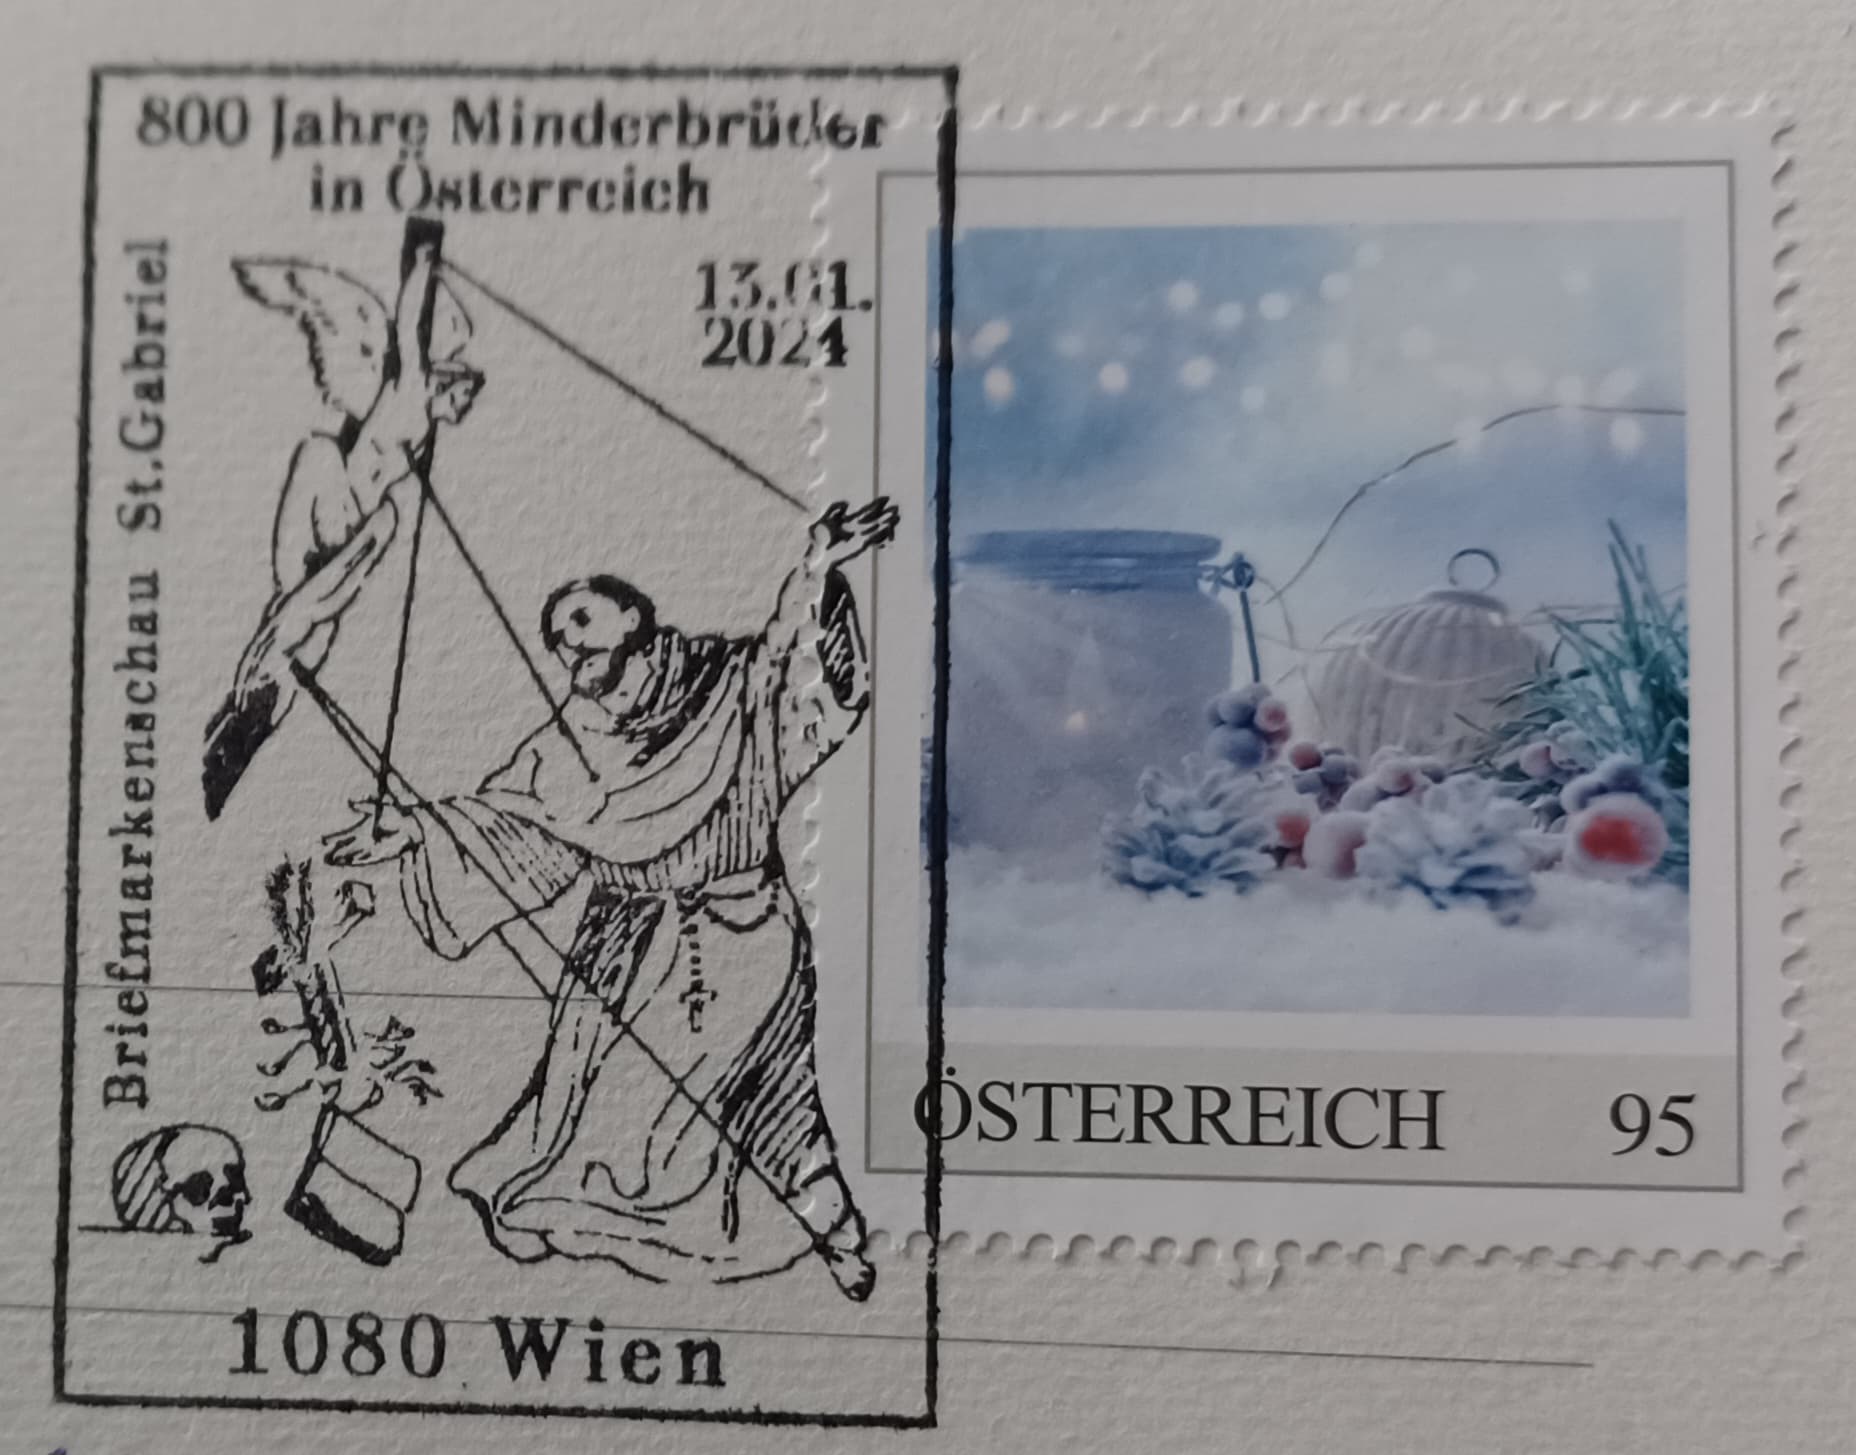 800 Jahre Minderbrüder
in Österreich
13.01.
2024
Briefmarkenschau St.Gabriel
1080 Wien
ÖSTERREICH 95